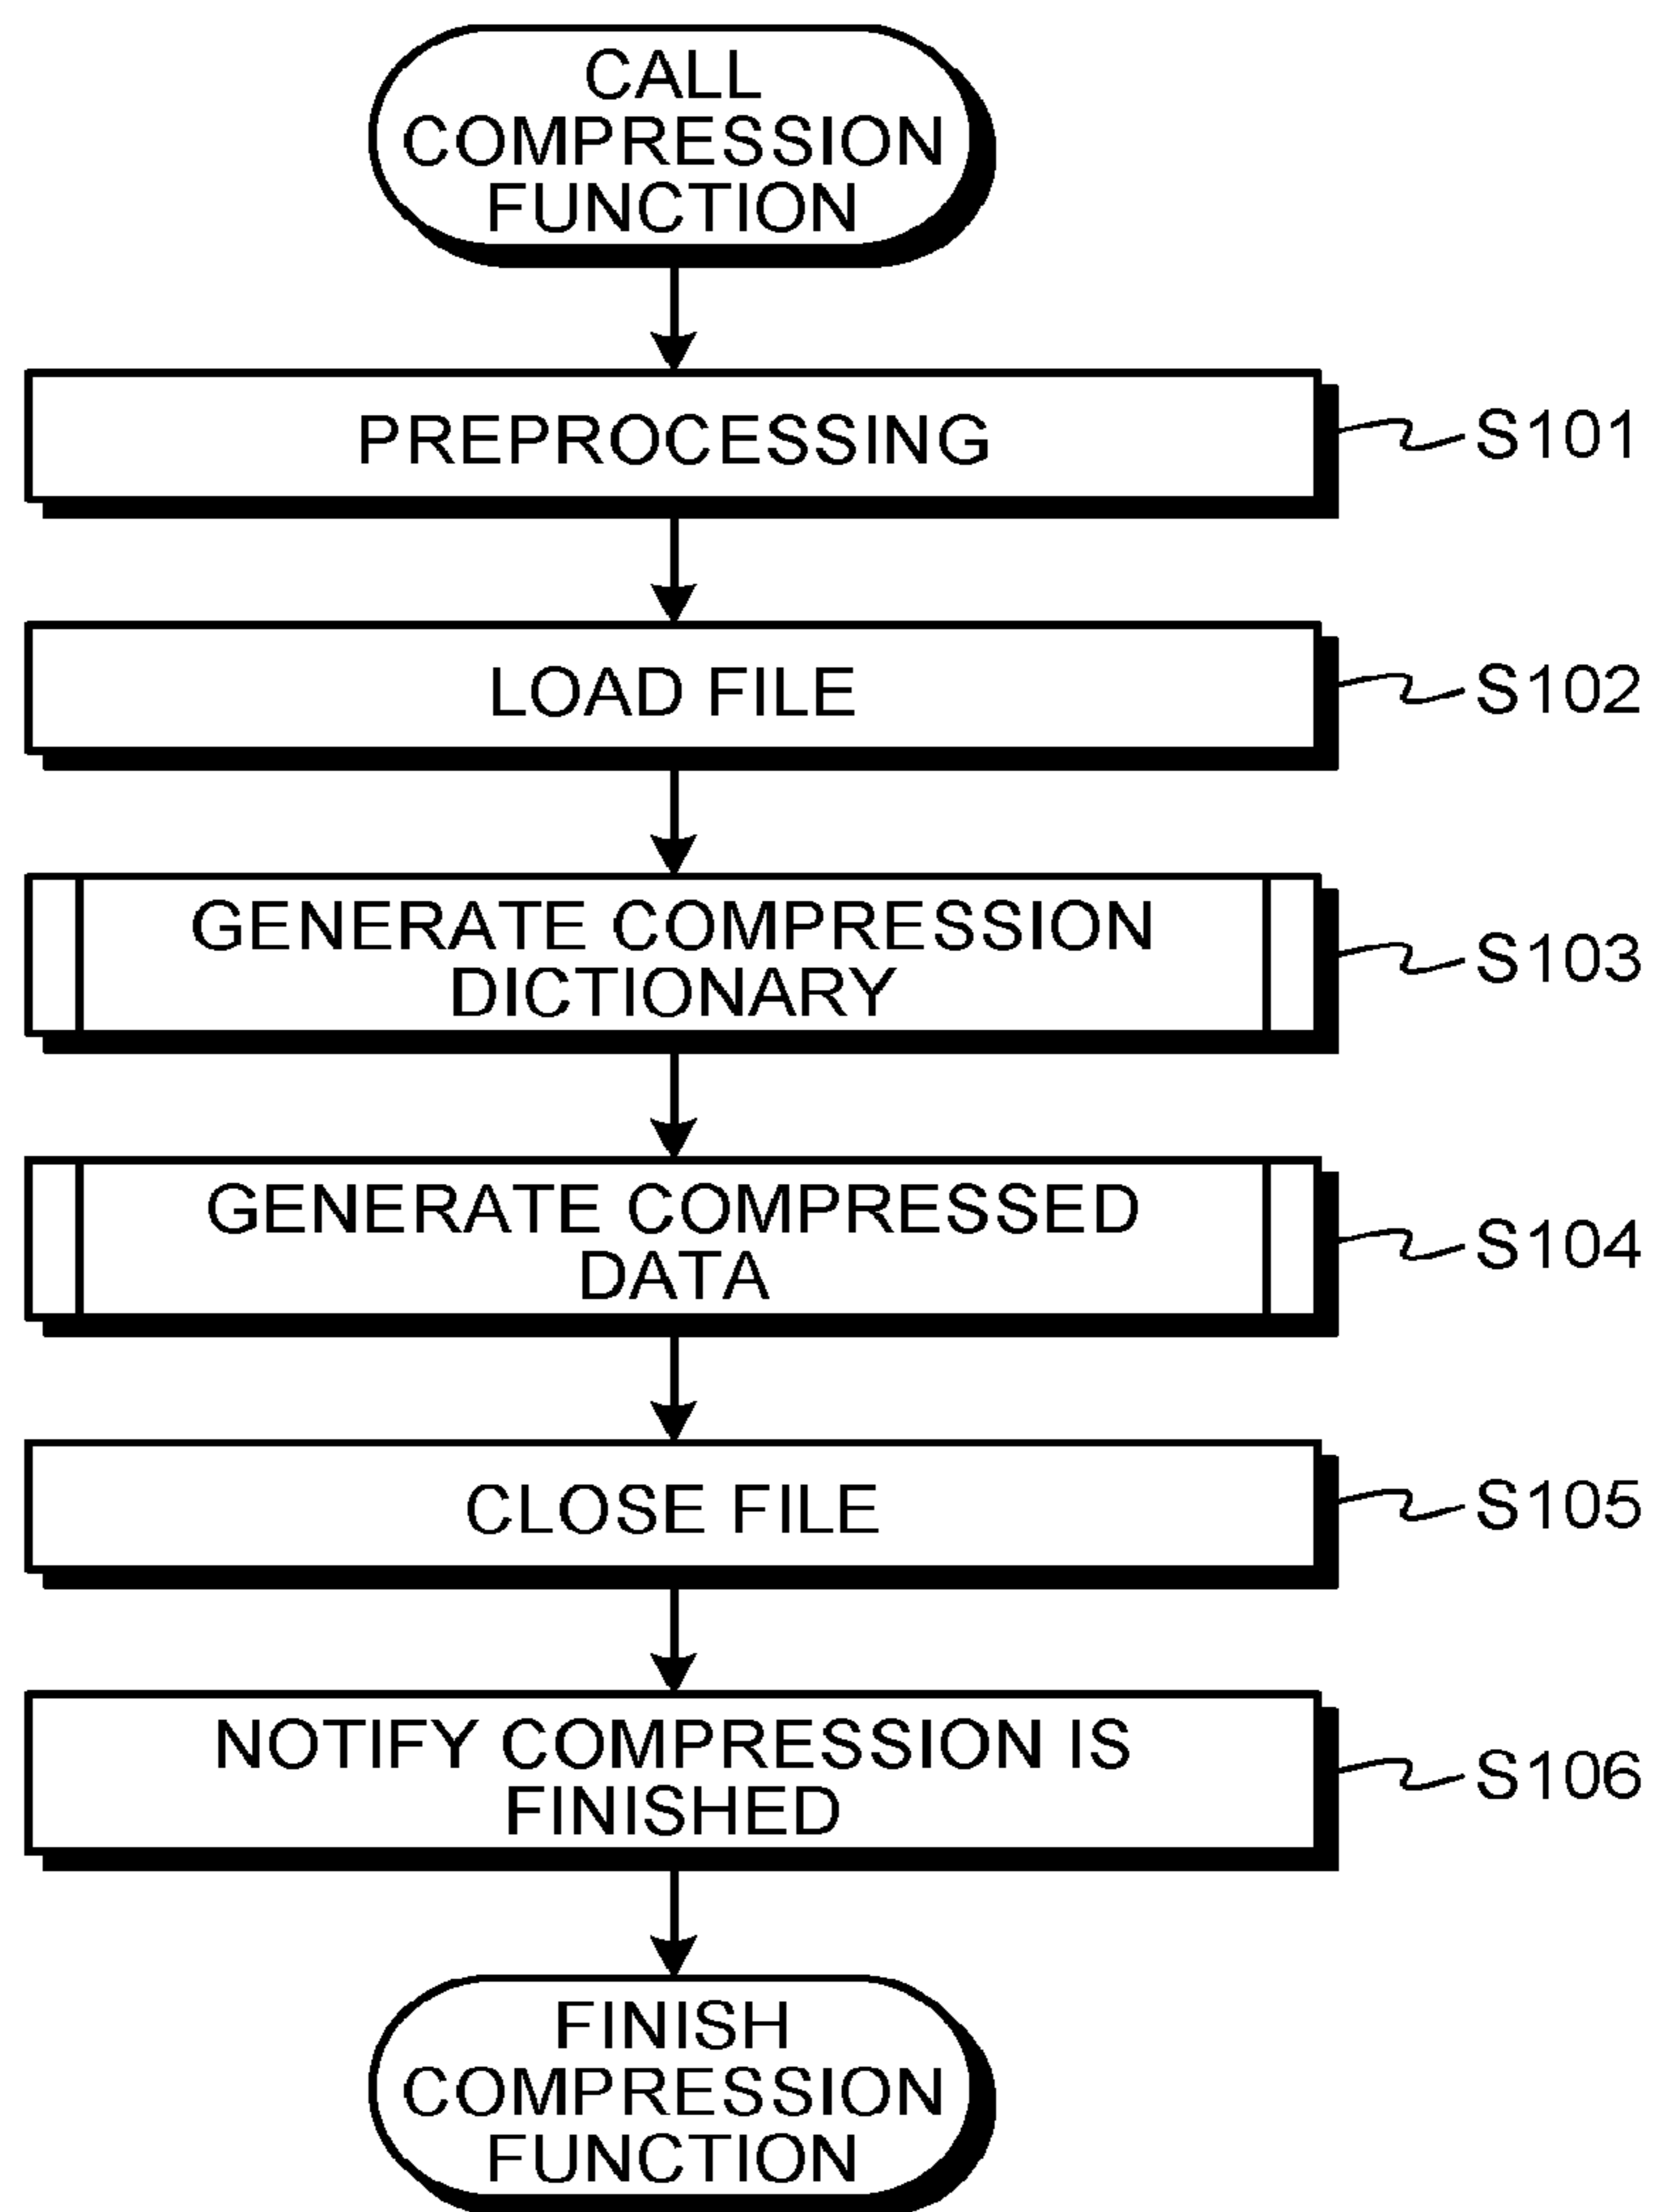 CALL
COMPRESSION
FUNCTION
PREPROCESSING
S101
LOAD FILE
S102
GENERATE COMPRESSION
DICTIONARY
S103
GENERATE COMPRESSED
DATA
S104
CLOSE FILE
S105
NOTIFY COMPRESSION IS
FINISHED
S106
FINISH
COMPRESSION
FUNCTION